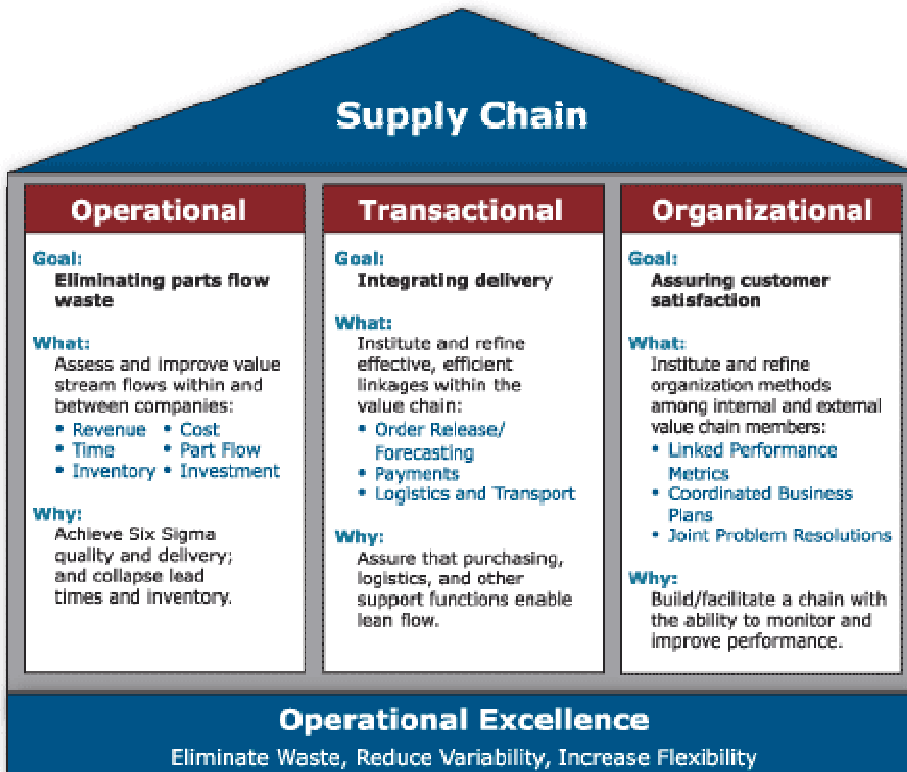 Supply Chain
Operational
Goal:
Eliminating parts flow
waste
What:
Assess and improve value
stream flows within and
between companies:
• Revenue • Cost
• Time • Part Flow
• Inventory • Investment
Why:
Achieve Six Sigma
quality and delivery;
and collapse lead
times and inventory.
Transactional
Goal:
Integrating delivery
What:
Institute and refine
effective, efficient
linkages within the
value chain:
• Order Release/
Forecasting
• Payments
• Logistics and Transport
Why:
Assure that purchasing,
logistics, and other
support functions enable
lean flow.
Organizational
Goal:
Assuring customer
satisfaction
What:
Institute and refine
organization methods
among internal and external
value chain members:
• Linked Performance
Metrics
• Coordinated Business
Plans
• Joint Problem Resolutions
Why:
Build/facilitate a chain with
the ability to monitor and
improve performance.
Operational Excellence
Eliminate Waste, Reduce Variability, Increase Flexibility